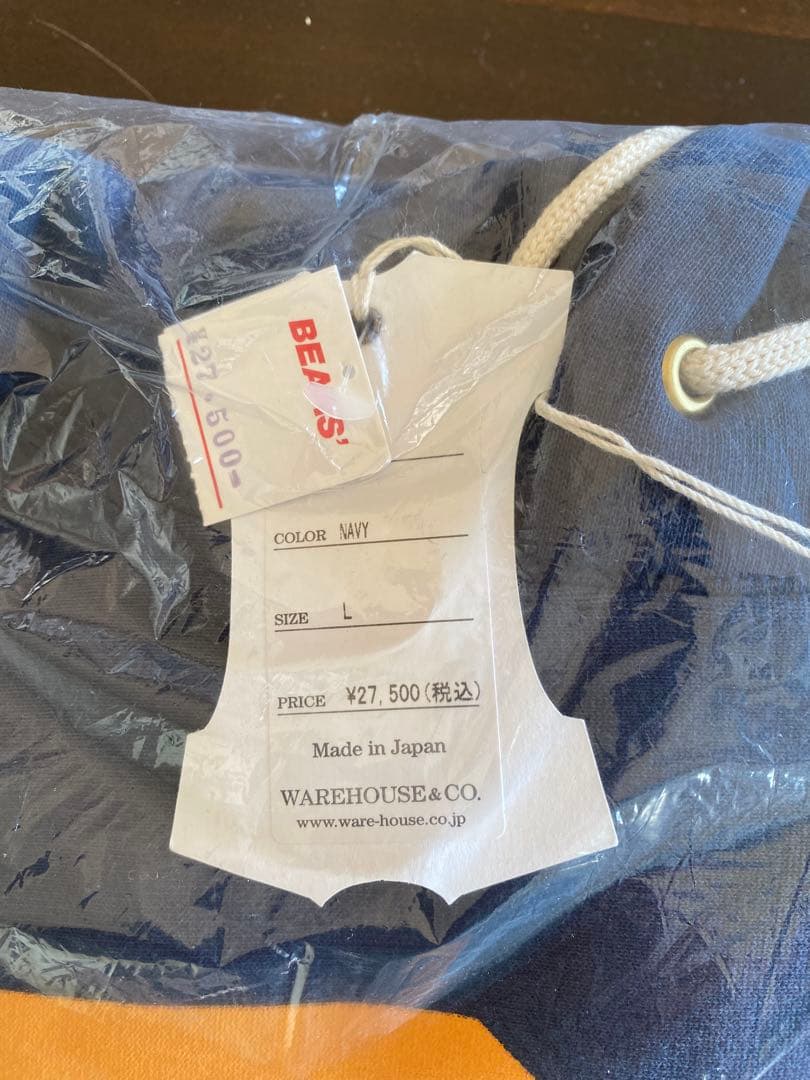 BEAMS'
¥27,500-
COLOR NAVY
SIZE L
PRICE ¥27,500(税込)
Made in Japan
WAREHOUSE&CO.
www.ware-house.co.jp